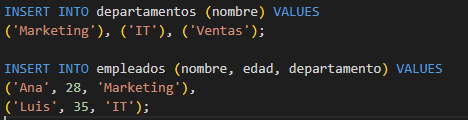 INSERT INTO departamentos (nombre) VALUES
('Marketing'), ('IT'), ('Ventas');
INSERT INTO empleados (nombre, edad, departamento) VALUES
('Ana', 28, 'Marketing'),
('Luis', 35, 'IT');